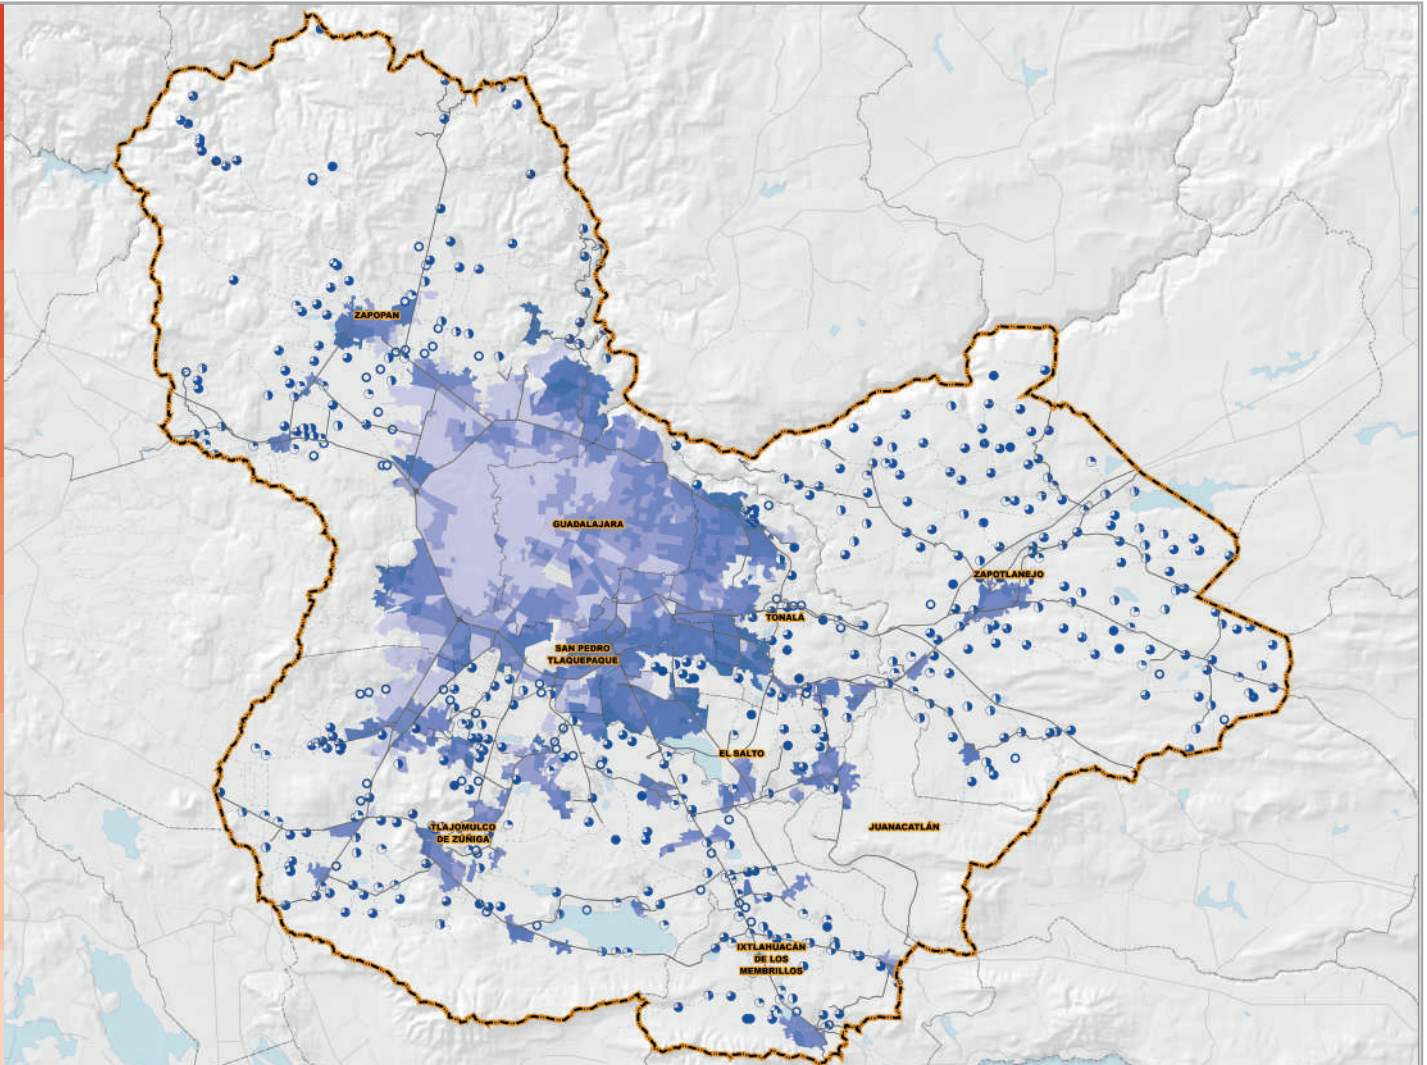 ZAPOPAN
GUADALAJARA
ZAPOTLANEJO
TONALÁ
SAN PEDRO
TLAQUEPAQUE
EL SALTO
TLAJOMULCO
DE ZÚÑIGA
JUANACATLÁN
IXTLAHUACÁN
DE LOS
MEMBRILLOS